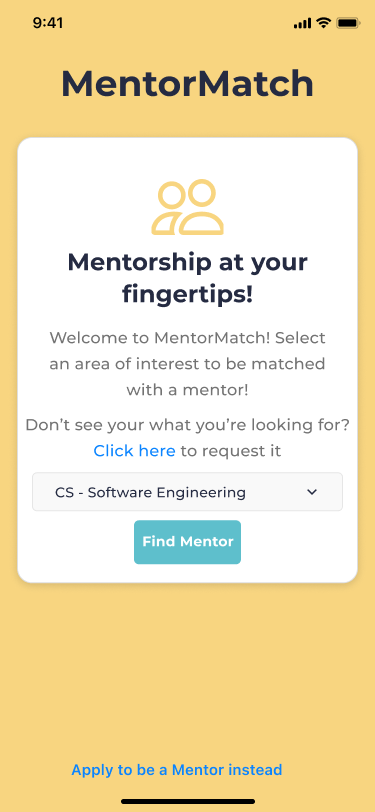 9:41
MentorMatch
Mentorship at your
fingertips!
Welcome to MentorMatch! Select
an area of interest to be matched
with a mentor!
Don’t see your what you’re looking for?
Click here to request it
CS - Software Engineering
Find Mentor
Apply to be a Mentor instead